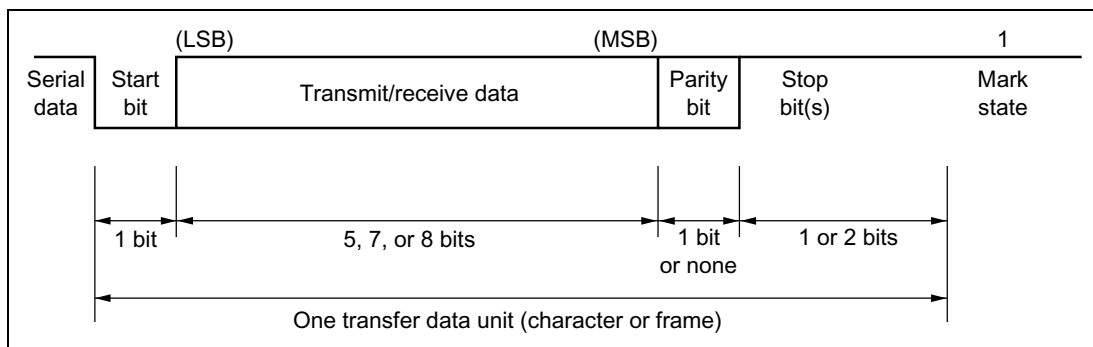 (LSB) (MSB) 1
Serial data
Start bit
Transmit/receive data
Parity bit
Stop bit(s)
Mark state
1 bit
5, 7, or 8 bits
1 bit or none
1 or 2 bits
One transfer data unit (character or frame)